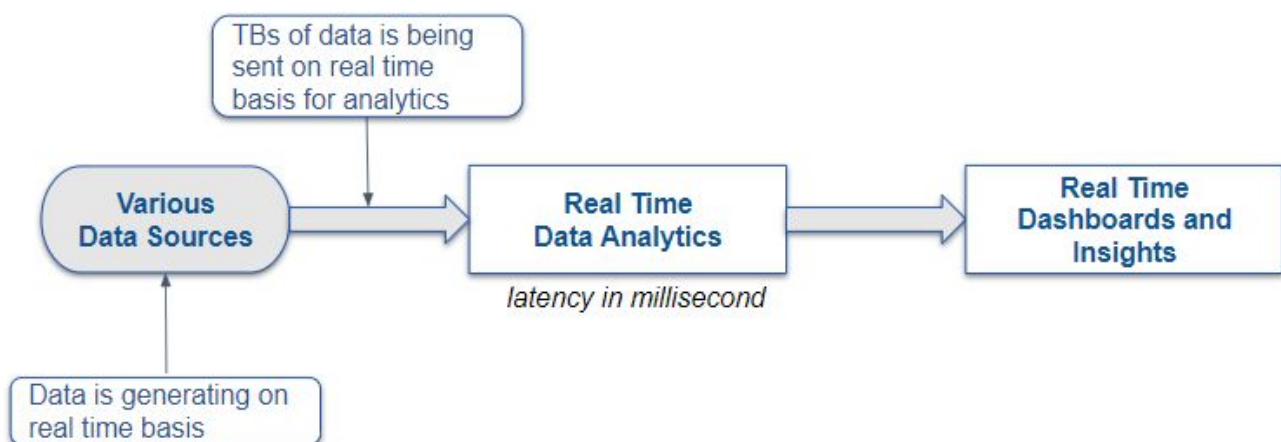 TBs of data is being
sent on real time
basis for analytics
Various
Data Sources
Real Time
Data Analytics
Real Time
Dashboards and
Insights
latency in millisecond
Data is generating on
real time basis